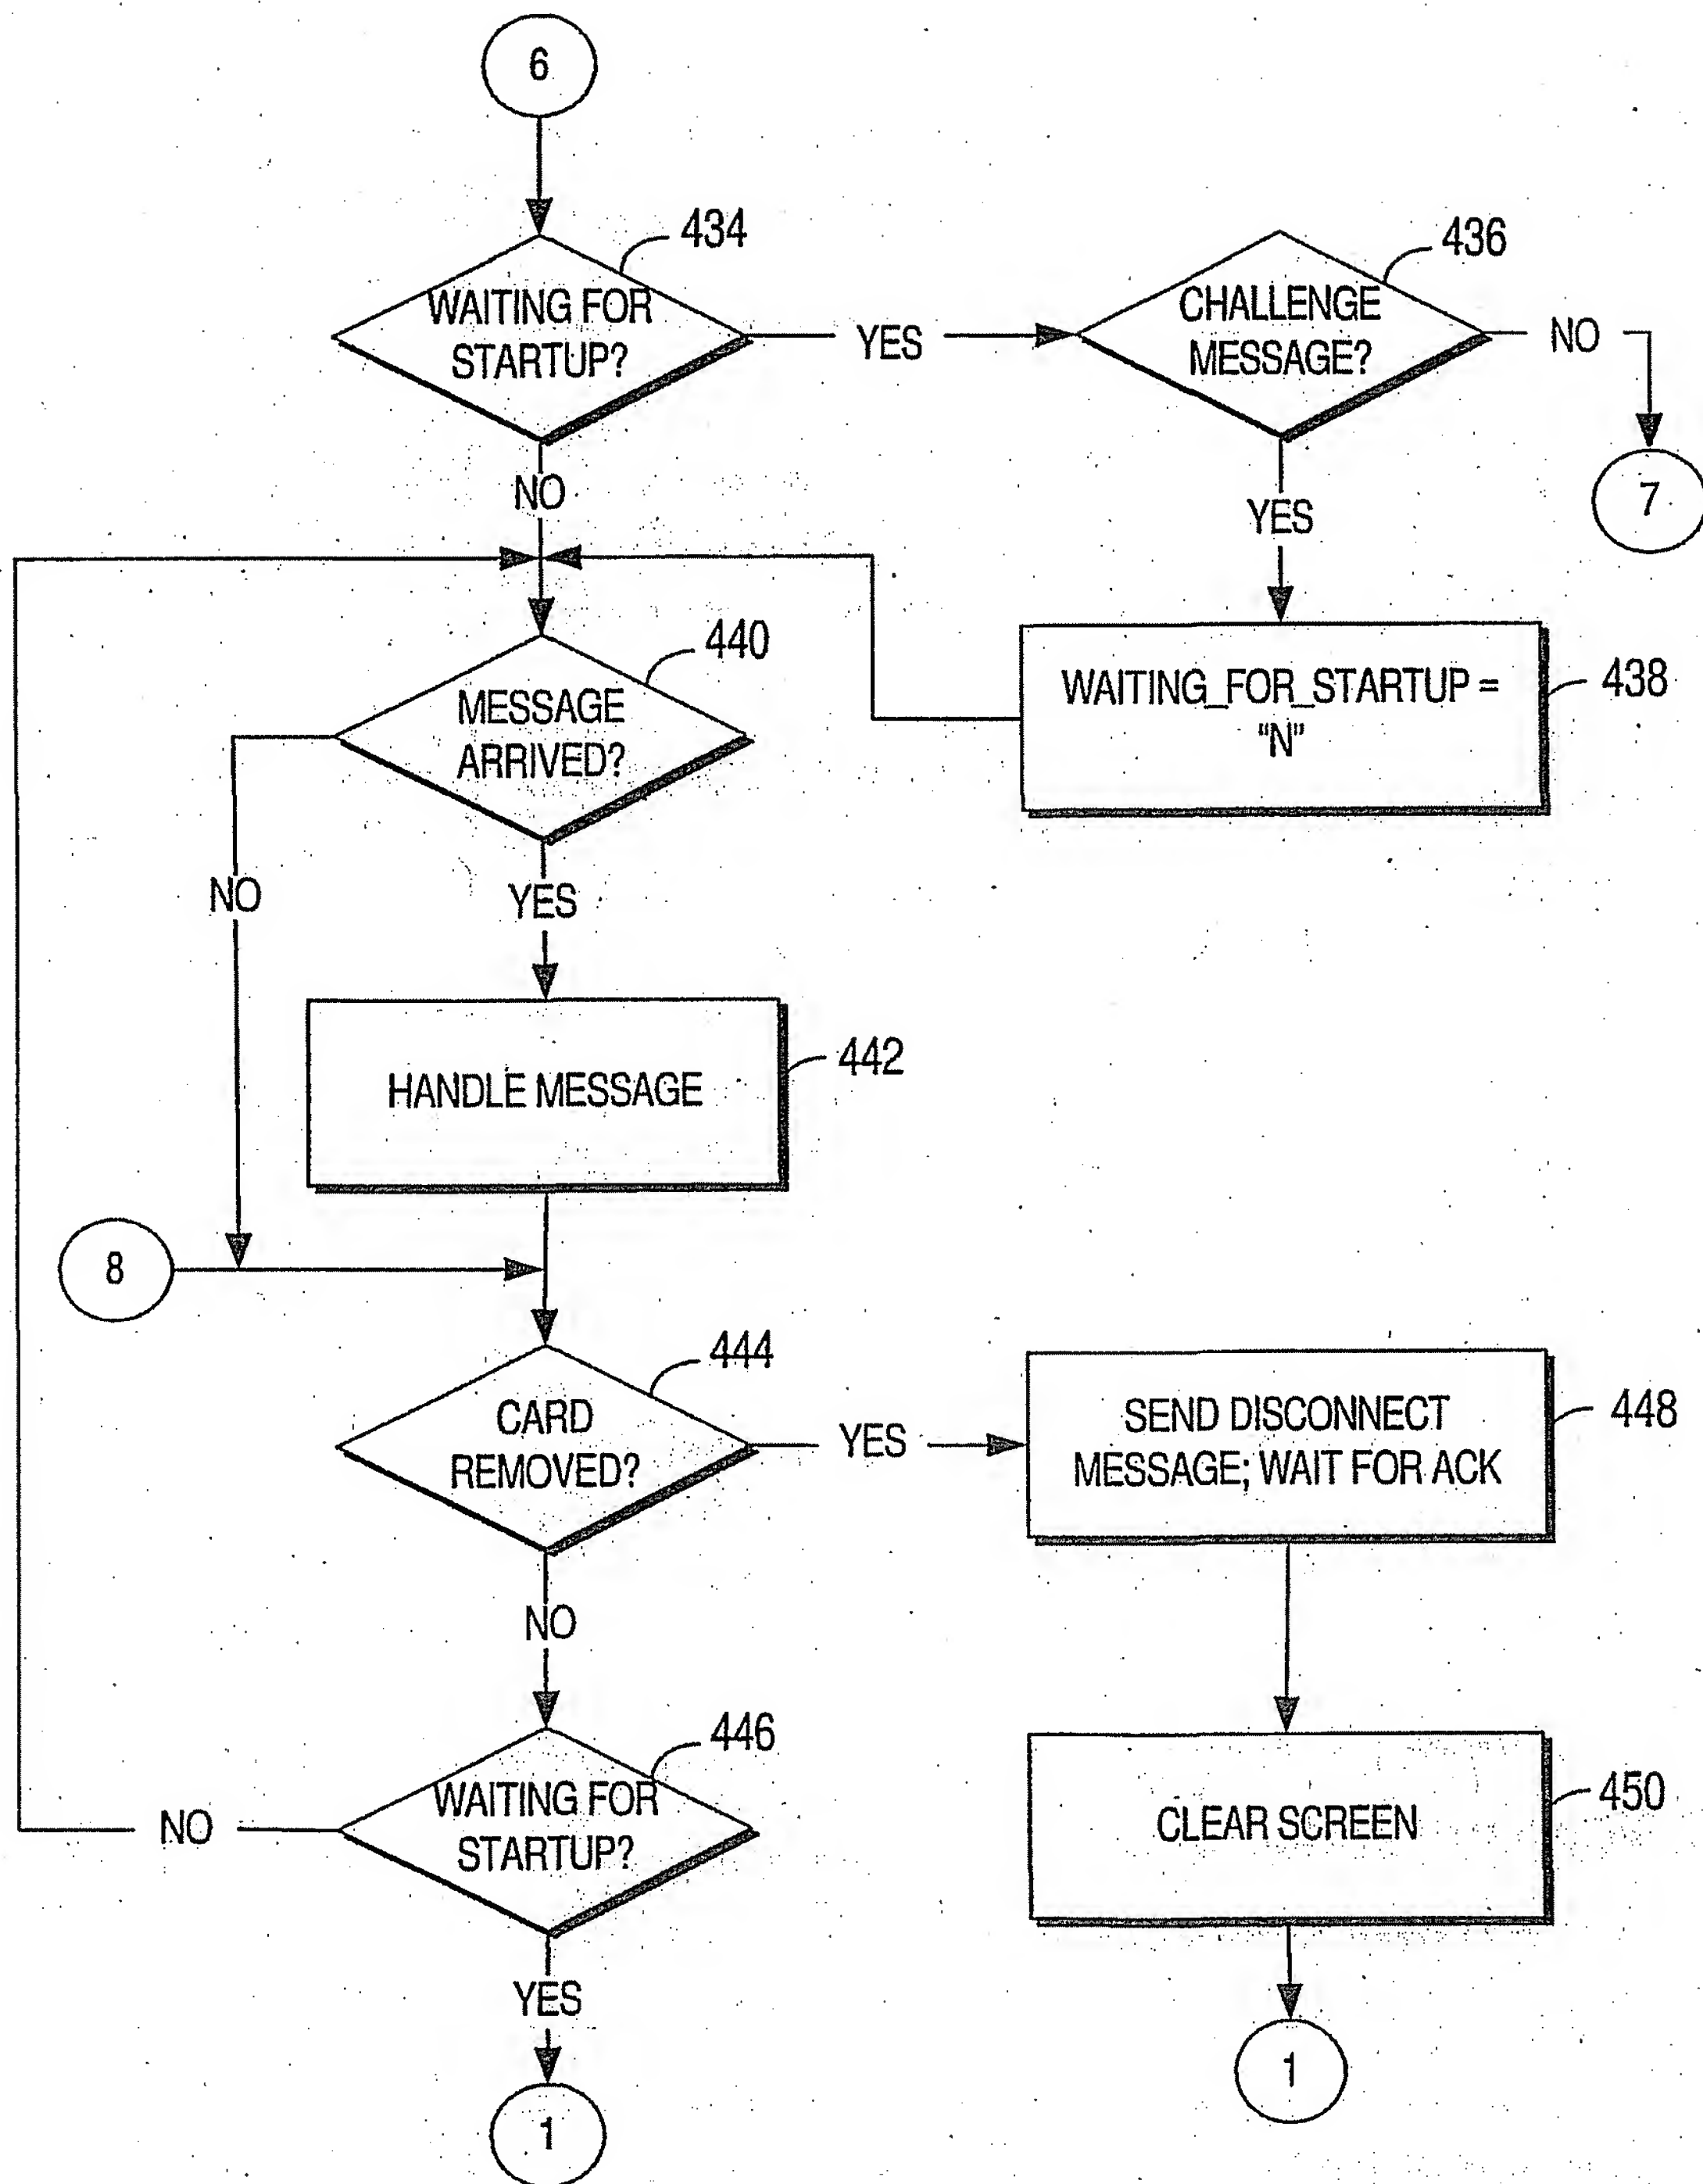 6
434
WAITING FOR
STARTUP?
YES
436
CHALLENGE
MESSAGE?
NO
7
NO
YES
440
MESSAGE
ARRIVED?
WAITING_FOR_STARTUP =
"N"
438
NO
YES
HANDLE MESSAGE
442
8
444
CARD
REMOVED?
YES
SEND DISCONNECT
MESSAGE; WAIT FOR ACK
448
NO
446
WAITING FOR
STARTUP?
NO
CLEAR SCREEN
450
YES
1
1